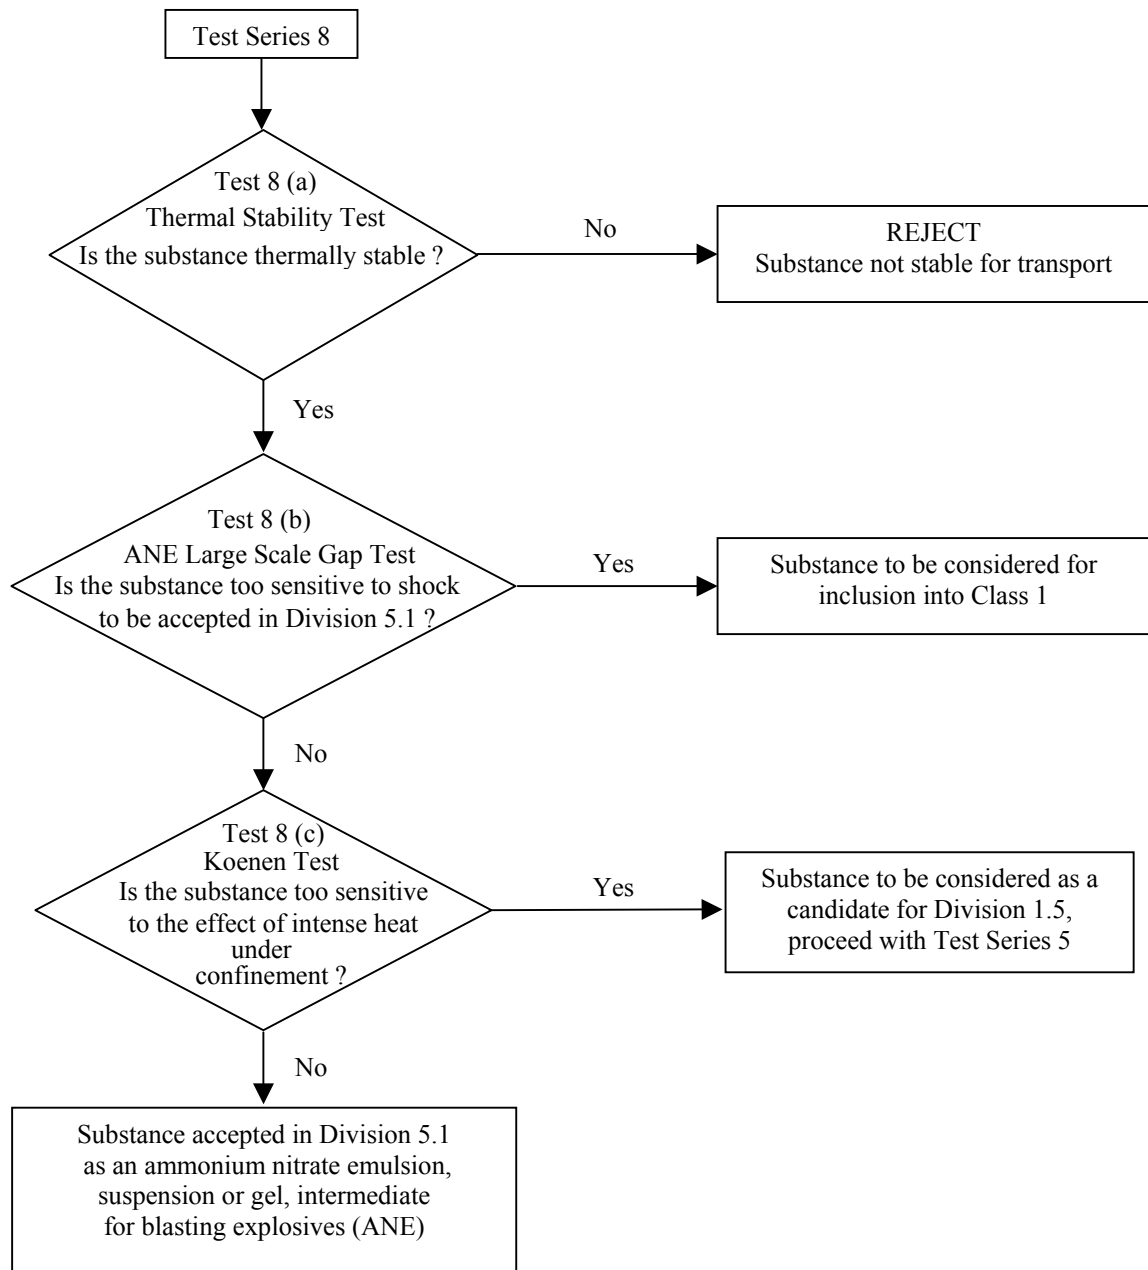 Test Series 8
Test 8 (a)
Thermal Stability Test
Is the substance thermally stable ?
No
REJECT
Substance not stable for transport
Yes
Test 8 (b)
ANE Large Scale Gap Test
Is the substance too sensitive to shock
to be accepted in Division 5.1 ?
Yes
Substance to be considered for
inclusion into Class 1
No
Test 8 (c)
Koenen Test
Is the substance too sensitive
to the effect of intense heat
under
confinement ?
Yes
Substance to be considered as a
candidate for Division 1.5,
proceed with Test Series 5
No
Substance accepted in Division 5.1
as an ammonium nitrate emulsion,
suspension or gel, intermediate
for blasting explosives (ANE)